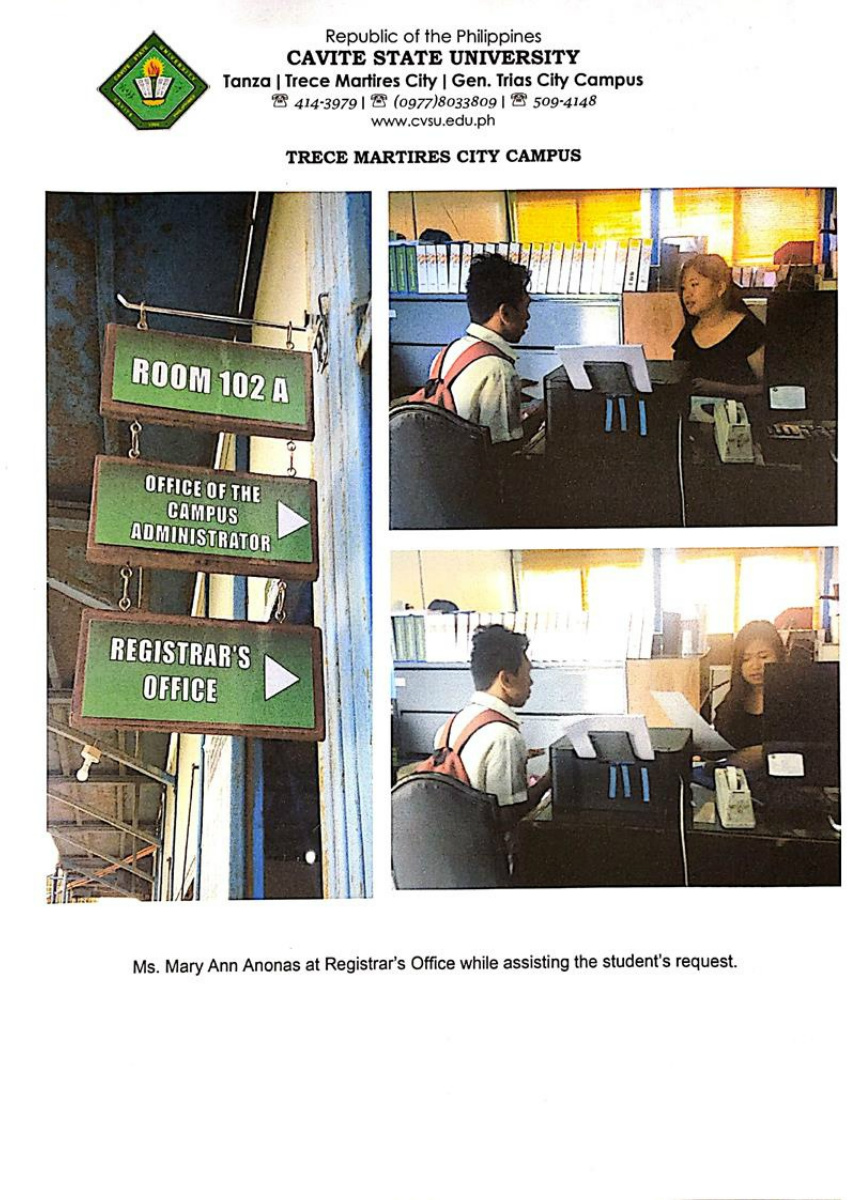 Republic of the Philippines
CAVITE STATE UNIVERSITY
Tanza | Trece Martires City | Gen. Trias City Campus
☎ 414-3979 | ☎ (0977)8033809 | ☎ 509-4148
www.cvsu.edu.ph
TRECE MARTIRES CITY CAMPUS
ROOM 102 A
OFFICE OF THE
CAMPUS
ADMINISTRATOR
REGISTRAR'S
OFFICE
Ms. Mary Ann Anonas at Registrar's Office while assisting the student's request.